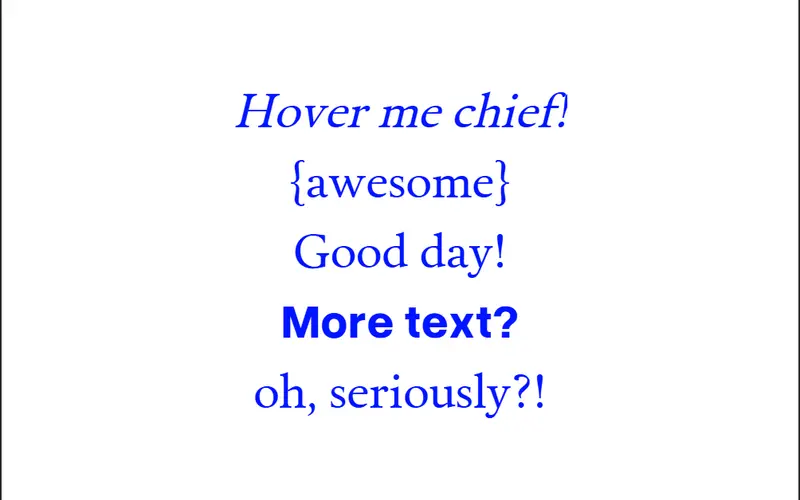 Hover me chief!
{awesome}
Good day!
More text?
oh, seriously?!